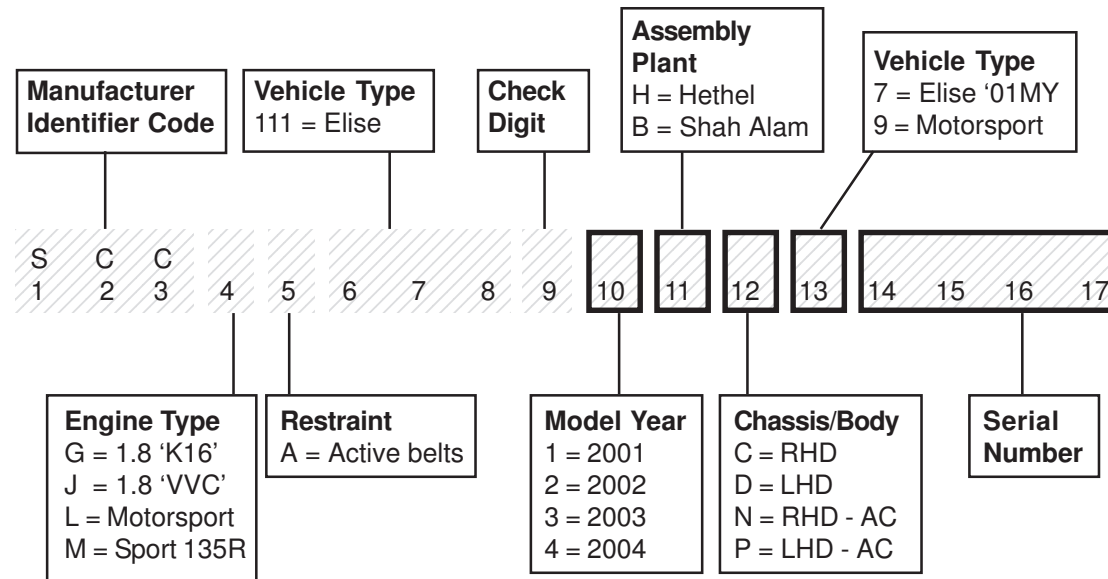 Manufacturer
Identifier Code
Vehicle Type
111 = Elise
Check
Digit
Assembly
Plant
H = Hethel
B = Shah Alam
Vehicle Type
7 = Elise ‘01MY
9 = Motorsport
S C C
1 2 3 4 5 6 7 8 9 10 11 12 13 14 15 16 17
Engine Type
G = 1.8 ‘K16’
J = 1.8 ‘VVC’
L = Motorsport
M = Sport 135R
Restraint
A = Active belts
Model Year
1 = 2001
2 = 2002
3 = 2003
4 = 2004
Chassis/Body
C = RHD
D = LHD
N = RHD - AC
P = LHD - AC
Serial
Number